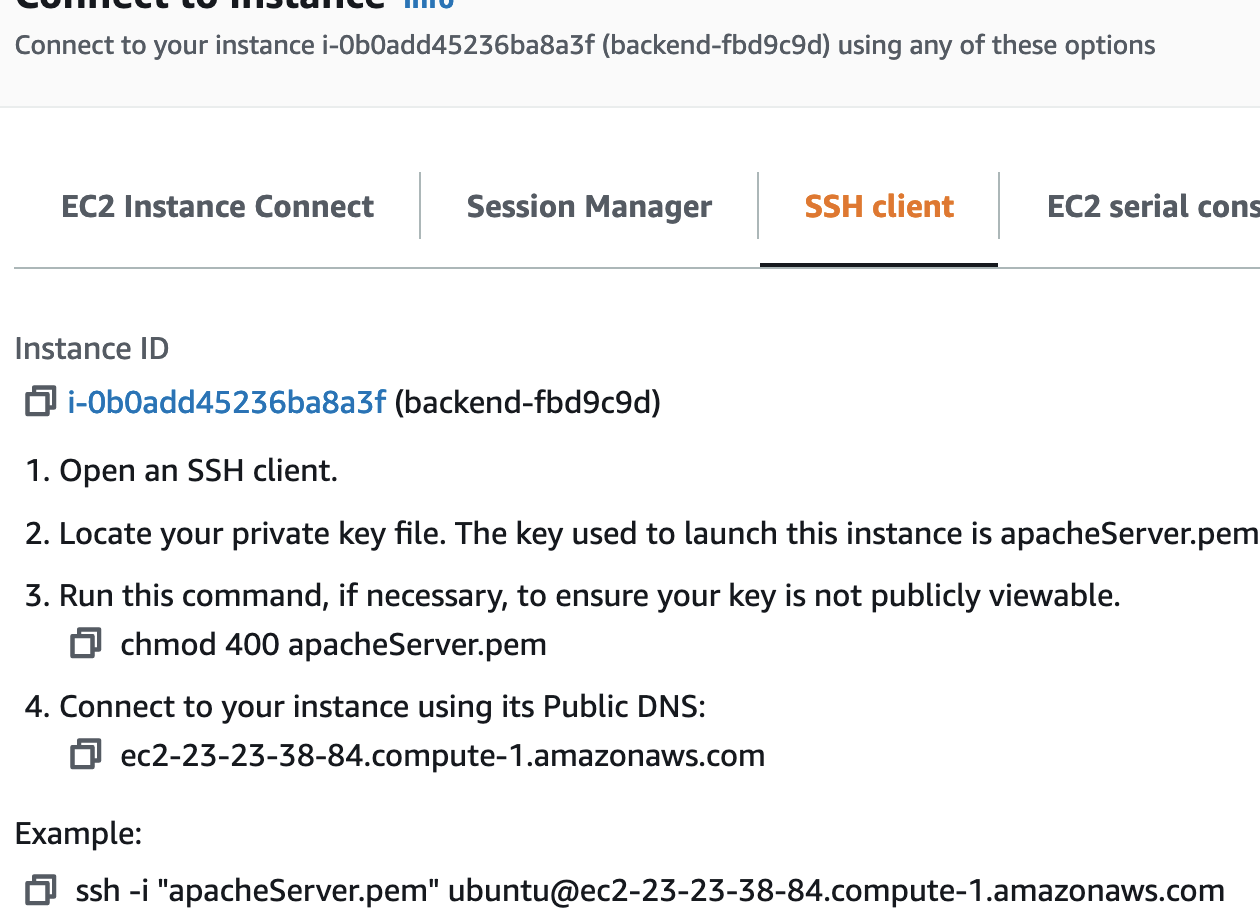 Connect to instance Info
Connect to your instance i-0b0add45236ba8a3f (backend-fbd9c9d) using any of these options
EC2 Instance Connect
Session Manager
SSH client
EC2 serial cons
Instance ID
i-0b0add45236ba8a3f (backend-fbd9c9d)
1. Open an SSH client.
2. Locate your private key file. The key used to launch this instance is apacheServer.pem
3. Run this command, if necessary, to ensure your key is not publicly viewable.
chmod 400 apacheServer.pem
4. Connect to your instance using its Public DNS:
ec2-23-23-38-84.compute-1.amazonaws.com
Example:
ssh -i "apacheServer.pem" ubuntu@ec2-23-23-38-84.compute-1.amazonaws.com